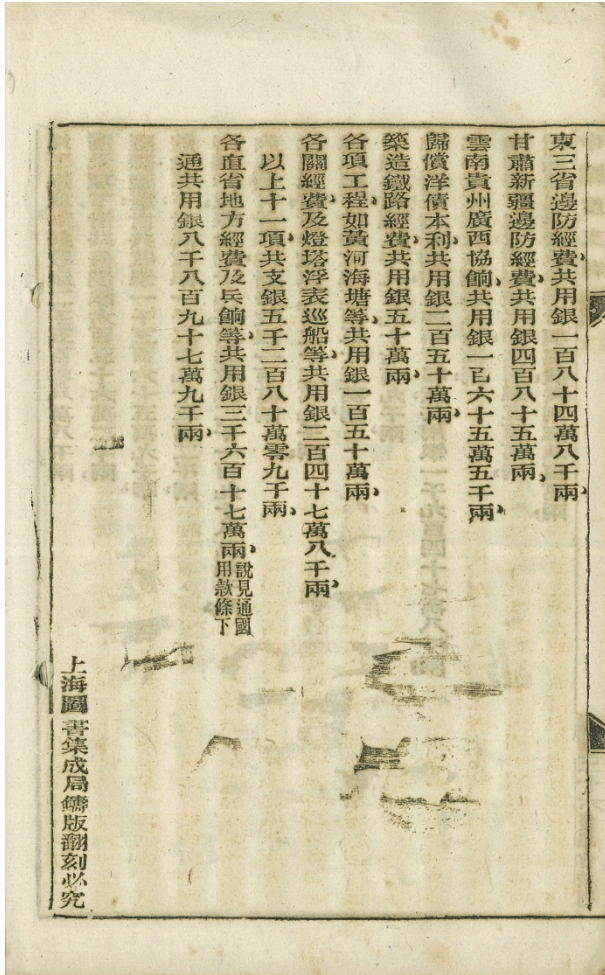 東三省邊防經費共用銀一百八十四萬八千兩、
甘肅新疆邊防經費、共用銀四百八十五萬兩、
雲南貴州廣西協餉、共用銀一百六十五萬五千兩、
歸償洋債本利、共用銀二百五十萬兩、
築造鐵路經費、共用銀五十萬兩、
各項工程、如黃河海塘等、共用銀一百五十萬兩、
各關經費、及燈塔浮表巡船等、共用銀二百四十七萬八千兩、
以上十一項、共支銀五千二百八十萬零九千兩、
各直省地方經費及兵餉等、共用銀三千六百十七萬兩、說見通國用款條下
通共用銀八千八百九十七萬九千兩、
上海圖書集成局鑄版翻刻必究